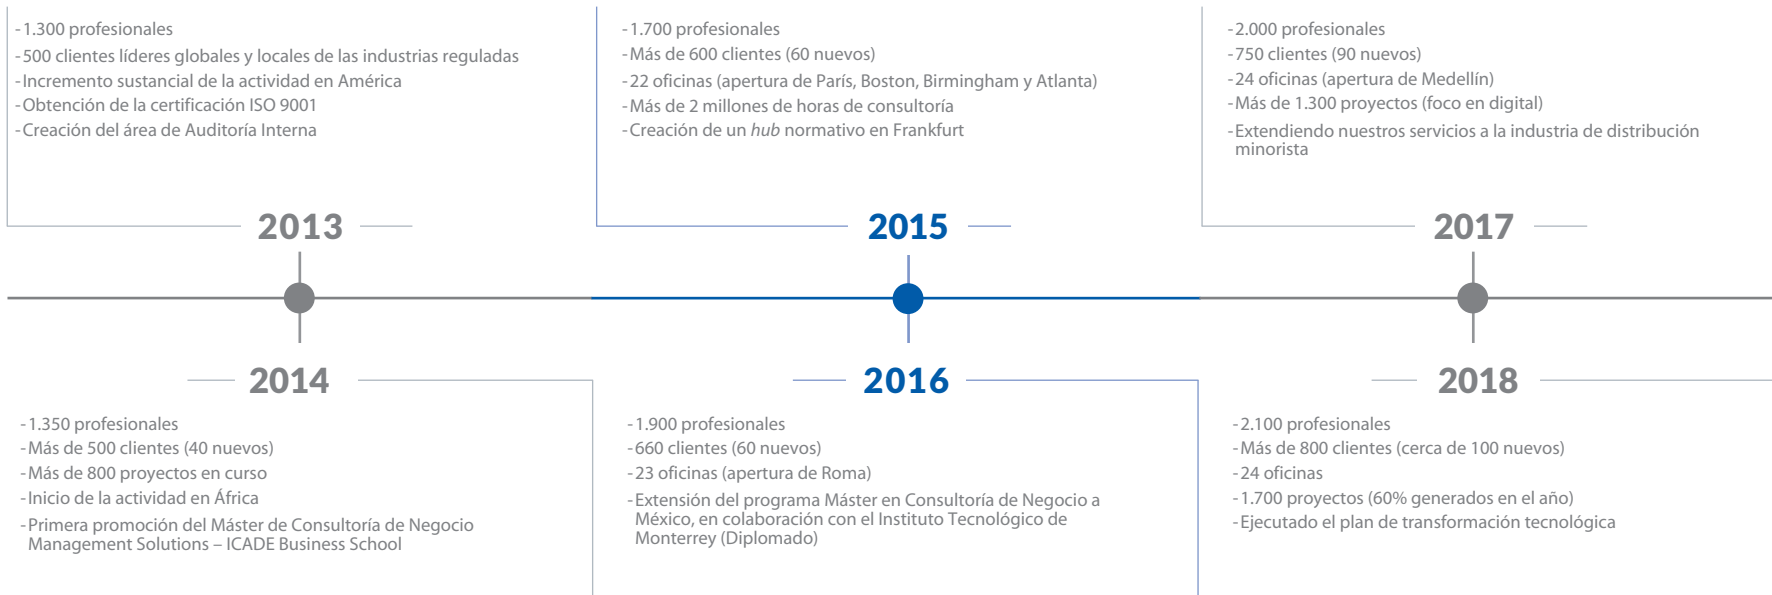 -1.300 profesionales
-500 clientes líderes globales y locales de las industrias reguladas
-Incremento sustancial de la actividad en América
-Obtención de la certificación ISO 9001
-Creación del área de Auditoría Interna
2013
-1.700 profesionales
-Más de 600 clientes (60 nuevos)
-22 oficinas (apertura de París, Boston, Birmingham y Atlanta)
-Más de 2 millones de horas de consultoría
-Creación de un hub normativo en Frankfurt
2015
-2.000 profesionales
-750 clientes (90 nuevos)
-24 oficinas (apertura de Medellín)
-Más de 1.300 proyectos (foco en digital)
-Extendiendo nuestros servicios a la industria de distribución
minorista
2017
2014
-1.350 profesionales
-Más de 500 clientes (40 nuevos)
-Más de 800 proyectos en curso
-Inicio de la actividad en África
-Primera promoción del Máster de Consultoría de Negocio
Management Solutions – ICADE Business School
2016
-1.900 profesionales
-660 clientes (60 nuevos)
-23 oficinas (apertura de Roma)
-Extensión del programa Máster en Consultoría de Negocio a
México, en colaboración con el Instituto Tecnológico de
Monterrey (Diplomado)
2018
-2.100 profesionales
-Más de 800 clientes (cerca de 100 nuevos)
-24 oficinas
-1.700 proyectos (60% generados en el año)
-Ejecutado el plan de transformación tecnológica